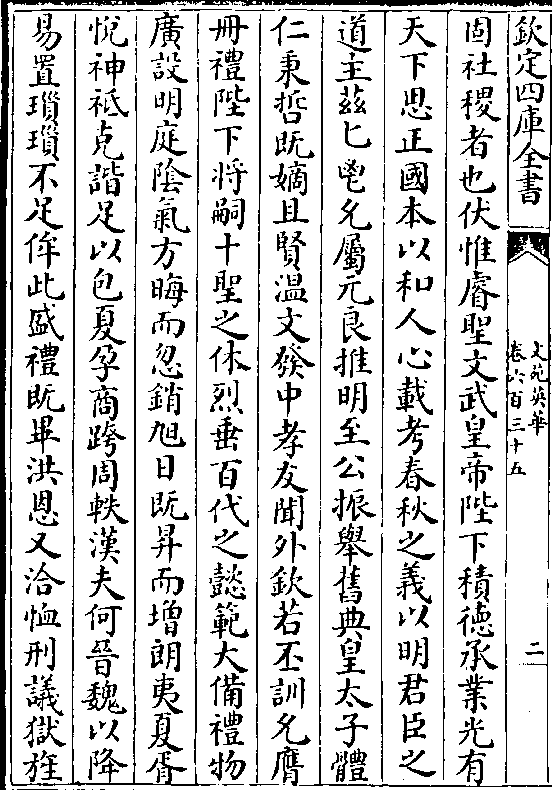 欽定四庫全書
文苑英華
卷六百三十五
二
固社稷者也伏惟睿聖文武皇帝陛下積德承業光有
天下思正國本以和人心載考春秋之義以明君臣之
道主茲匕鬯允屬元良推明至公振舉舊典皇太子體
仁秉哲既嫡且賢溫文發中孝友聞外欽若丕訓允膺
冊禮陛下将嗣十聖之休烈垂百代之懿範大備禮物
廣設明庭陰氣方晦而忽銷旭日既昇而增朗夷夏胥
悅神祗克諧足以包夏孕商跨周軼漢夫何晉魏以降
易置瑣瑣不足侔此盛禮既畢洪恩又洽恤刑議獄旌